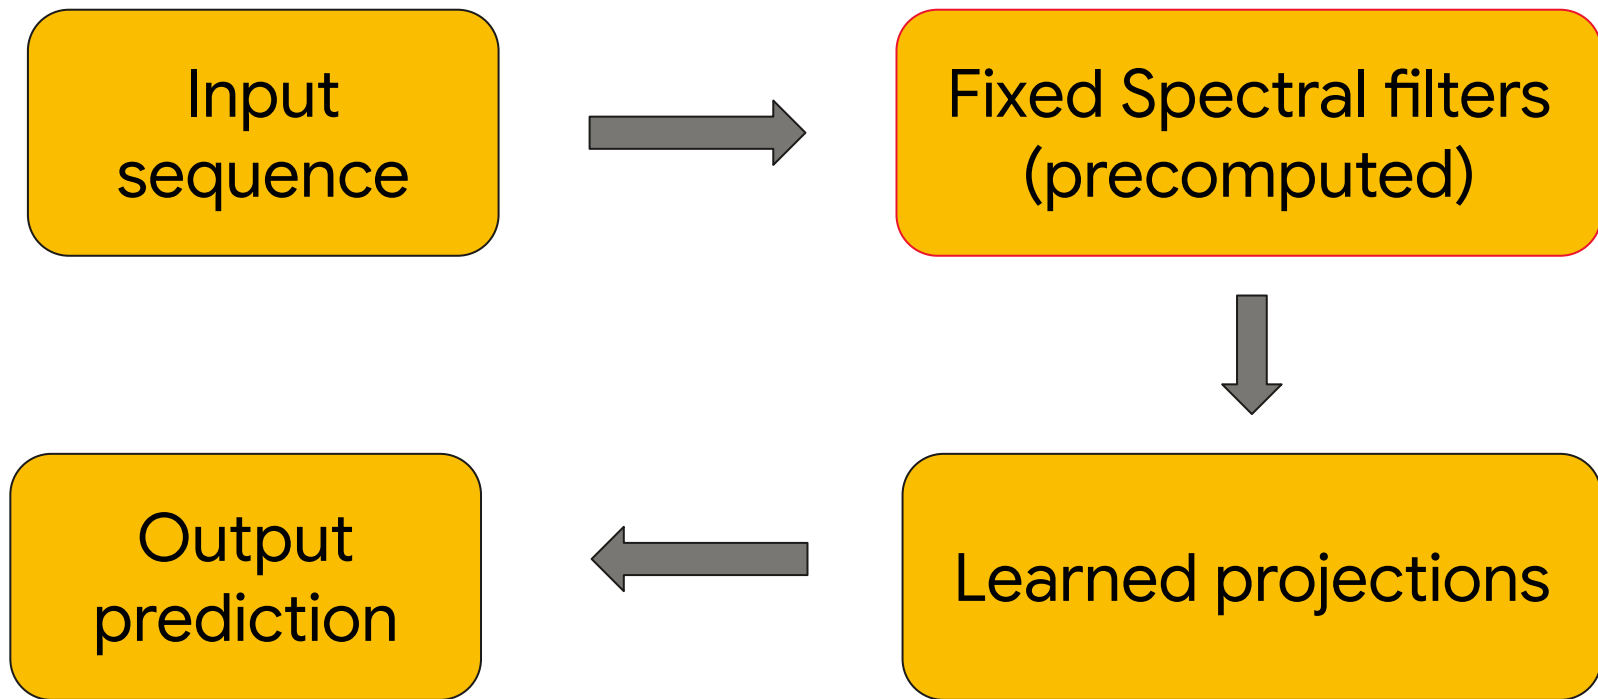 Input
sequence
Fixed Spectral filters
(precomputed)
Learned projections
Output
prediction